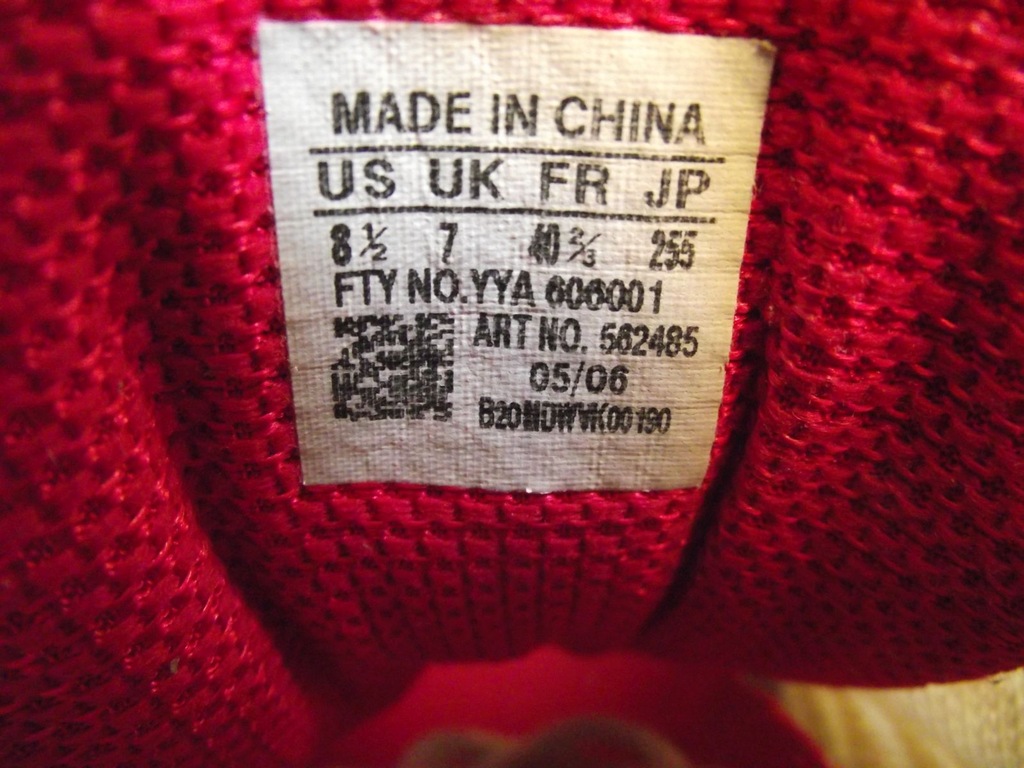 MADE IN CHINA
US UK FR JP
8½ 7 40⅔ 255
FTY NO.YYA 606001
ART NO. 562485
05/06